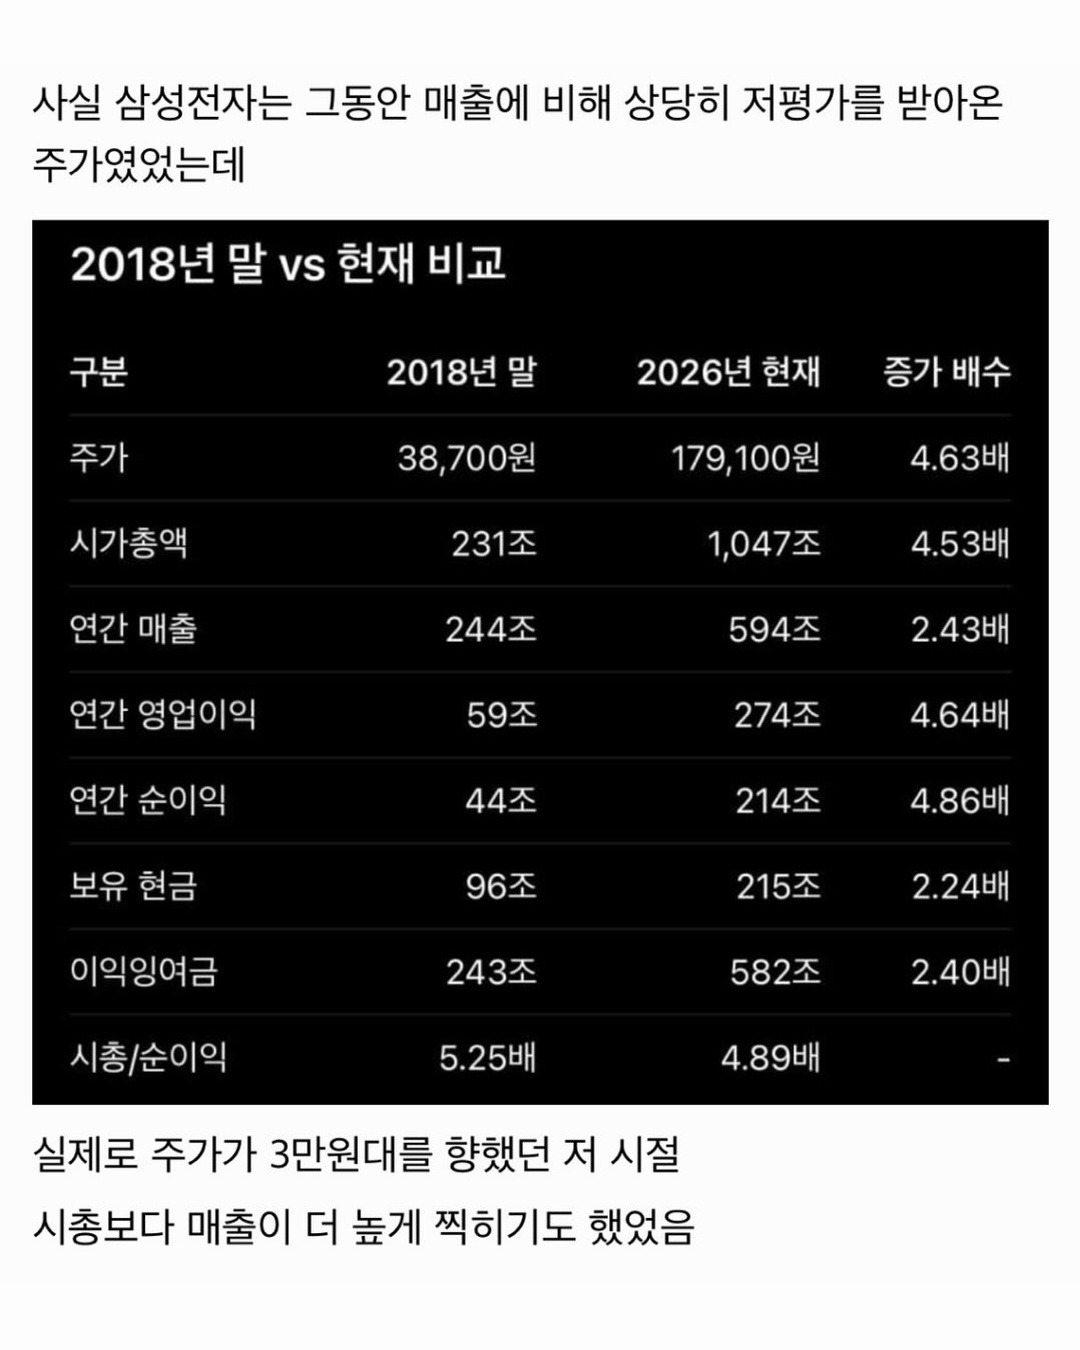 사실 삼성전자는 그동안 매출에 비해 상당히 저평가를 받아온
주가였었는데
2018년 말 vs 현재 비교
구분 2018년 말 2026년 현재 증가 배수
주가 38,700원 179,100원 4.63배
시가총액 231조 1,047조 4.53배
연간 매출 244조 594조 2.43배
연간 영업이익 59조 274조 4.64배
연간 순이익 44조 214조 4.86배
보유 현금 96조 215조 2.24배
이익잉여금 243조 582조 2.40배
시총/순이익 5.25배 4.89배 -
실제로 주가가 3만원대를 향했던 저 시절
시총보다 매출이 더 높게 찍히기도 했었음